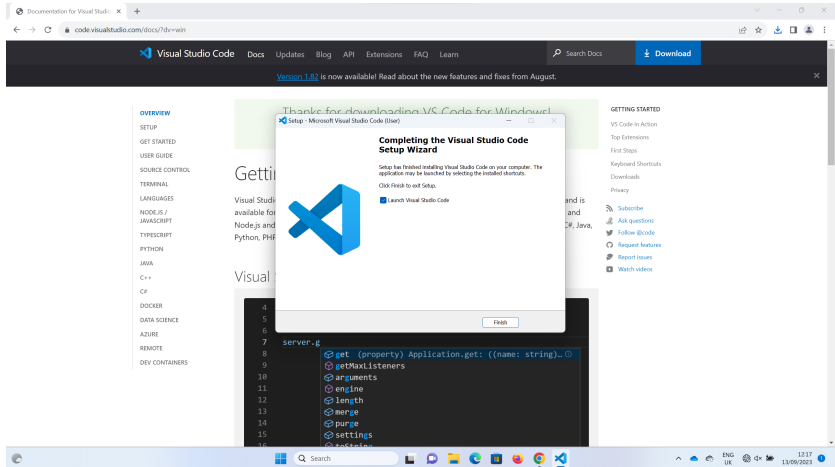 Documentation for Visual Studio
code.visualstudio.com/docs/?dv=win
Visual Studio Code Docs Updates Blog API Extensions FAQ Learn Search Docs Download
Version 1.82 is now available! Read about the new features and fixes from August.
OVERVIEW
SETUP
GET STARTED
USER GUIDE
SOURCE CONTROL
TERMINAL
LANGUAGES
NODE.JS /
JAVASCRIPT
TYPESCRIPT
PYTHON
JAVA
C++
C#
DOCKER
DATA SCIENCE
AZURE
REMOTE
DEV CONTAINERS
Thanks for downloading VS Code for Windows!
Setup - Microsoft Visual Studio Code (User)
Completing the Visual Studio Code
Setup Wizard
Setup has finished installing Visual Studio Code on your computer. The
application may be launched by selecting the installed shortcuts.
Click Finish to exit Setup.
Launch Visual Studio Code
Finish
Getti
Visual Studi and is
available for and
Node.js and C#, Java,
Python, PHP
Visual
4
5
6
7 server.g
8 get (property) Application.get: ((name: string)…
9 getMaxListeners
10 arguments
11 engine
12 length
13 merge
14 purge
15 settings
16 toString
GETTING STARTED
VS Code in Action
Top Extensions
First Steps
Keyboard Shortcuts
Downloads
Privacy
Subscribe
Ask questions
Follow @code
Request features
Report issues
Watch videos
Search
ENG
UK
12:17
13/09/2023